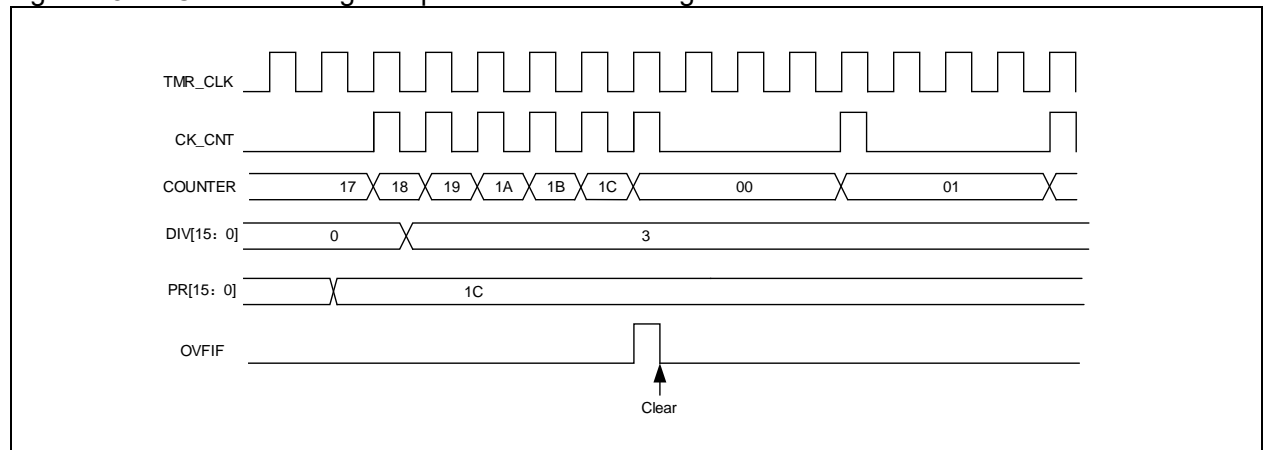 TMR_CLK
CK_CNT
COUNTER 17 18 19 1A 1B 1C 00 01
DIV[15：0] 0 3
PR[15：0] 1C
OVFIF
Clear